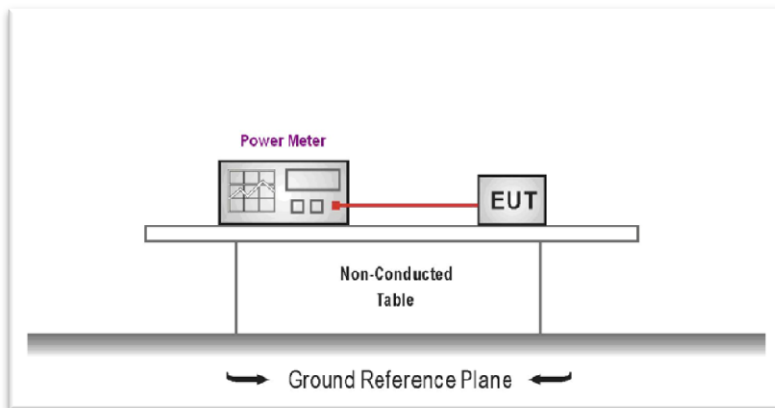 Power Meter
EUT
Non-Conducted
Table
Ground Reference Plane